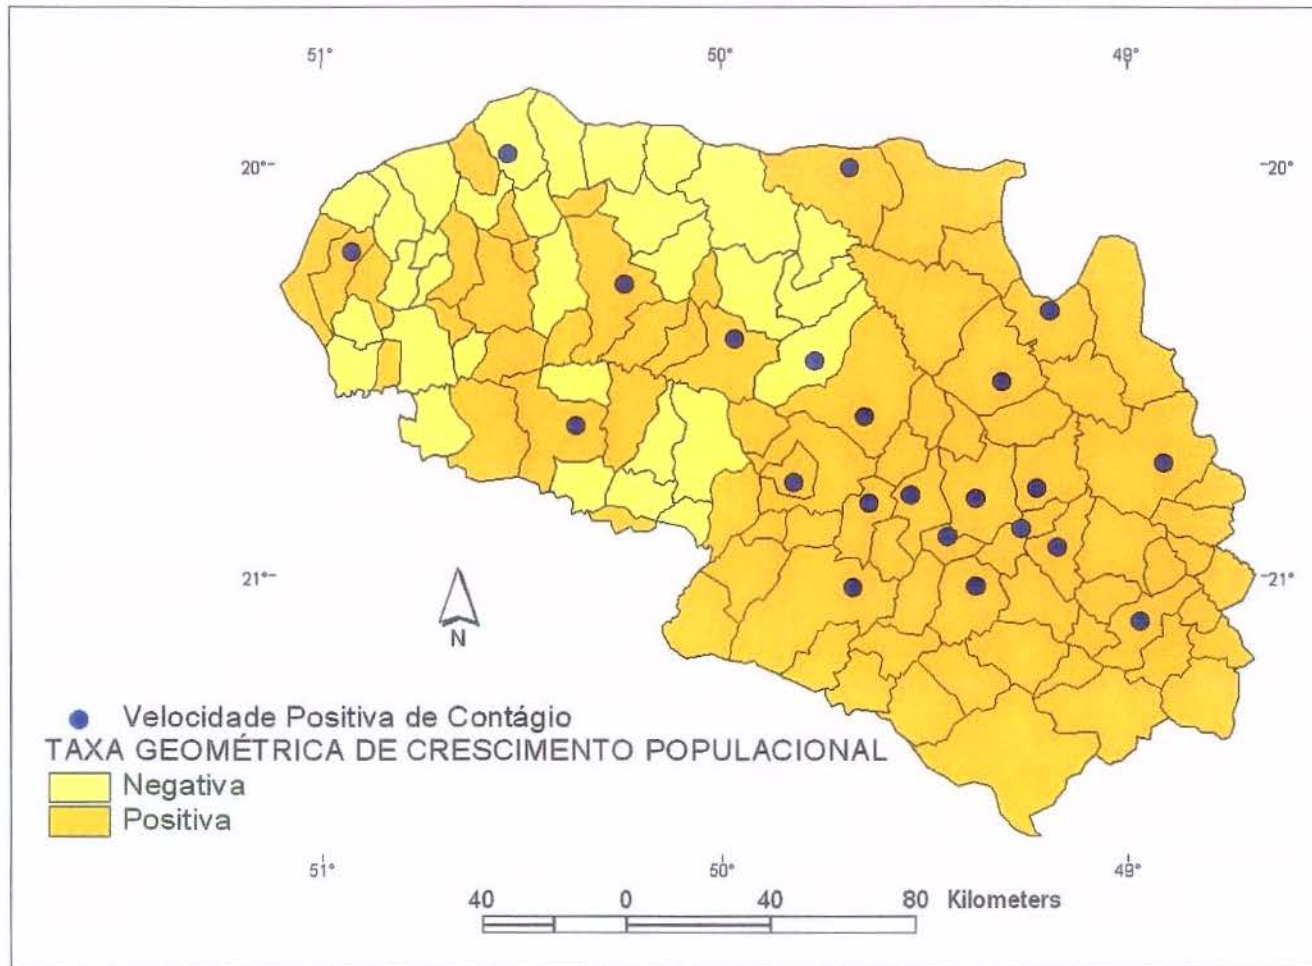 51° 50° 49°
20° 20°
21° 21°
N
Velocidade Positiva de Contágio
TAXA GEOMÉTRICA DE CRESCIMENTO POPULACIONAL
Negativa
Positiva
51° 50° 49°
40 0 40 80 Kilometers